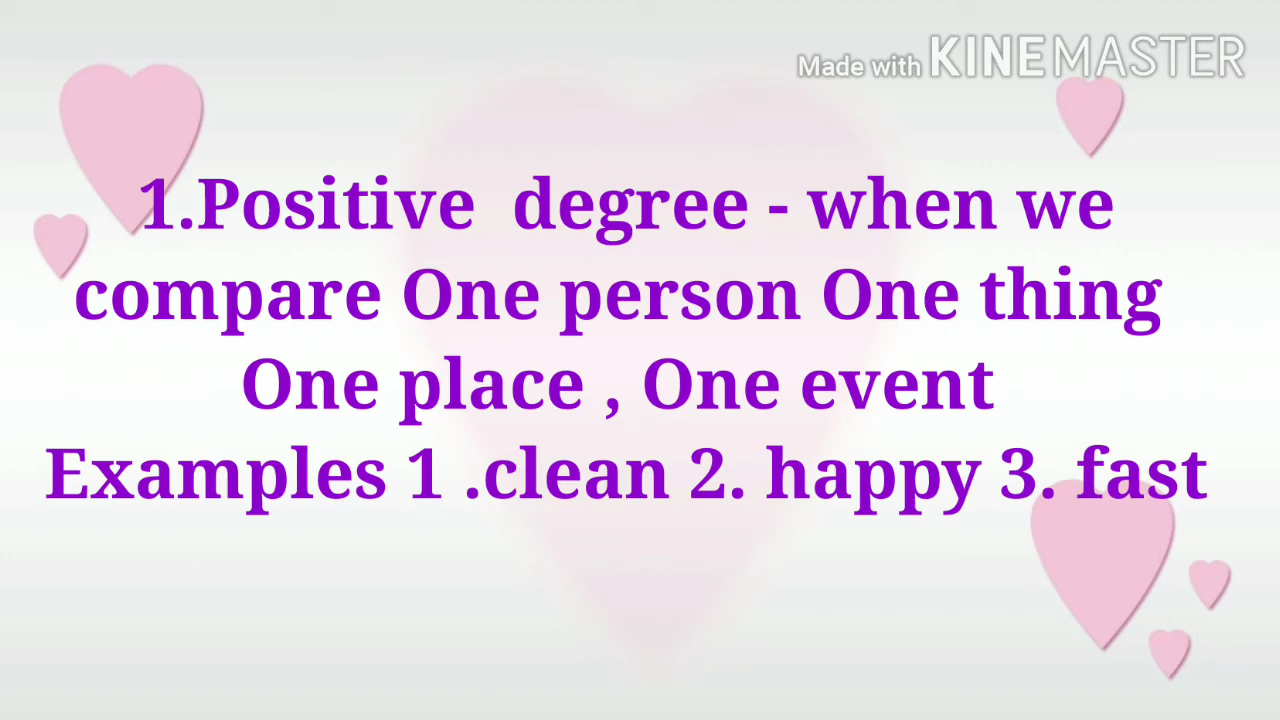 Made with KINEMASTER
1.Positive  degree - when we
compare One person One thing
One place , One event
Examples 1 .clean 2. happy 3. fast